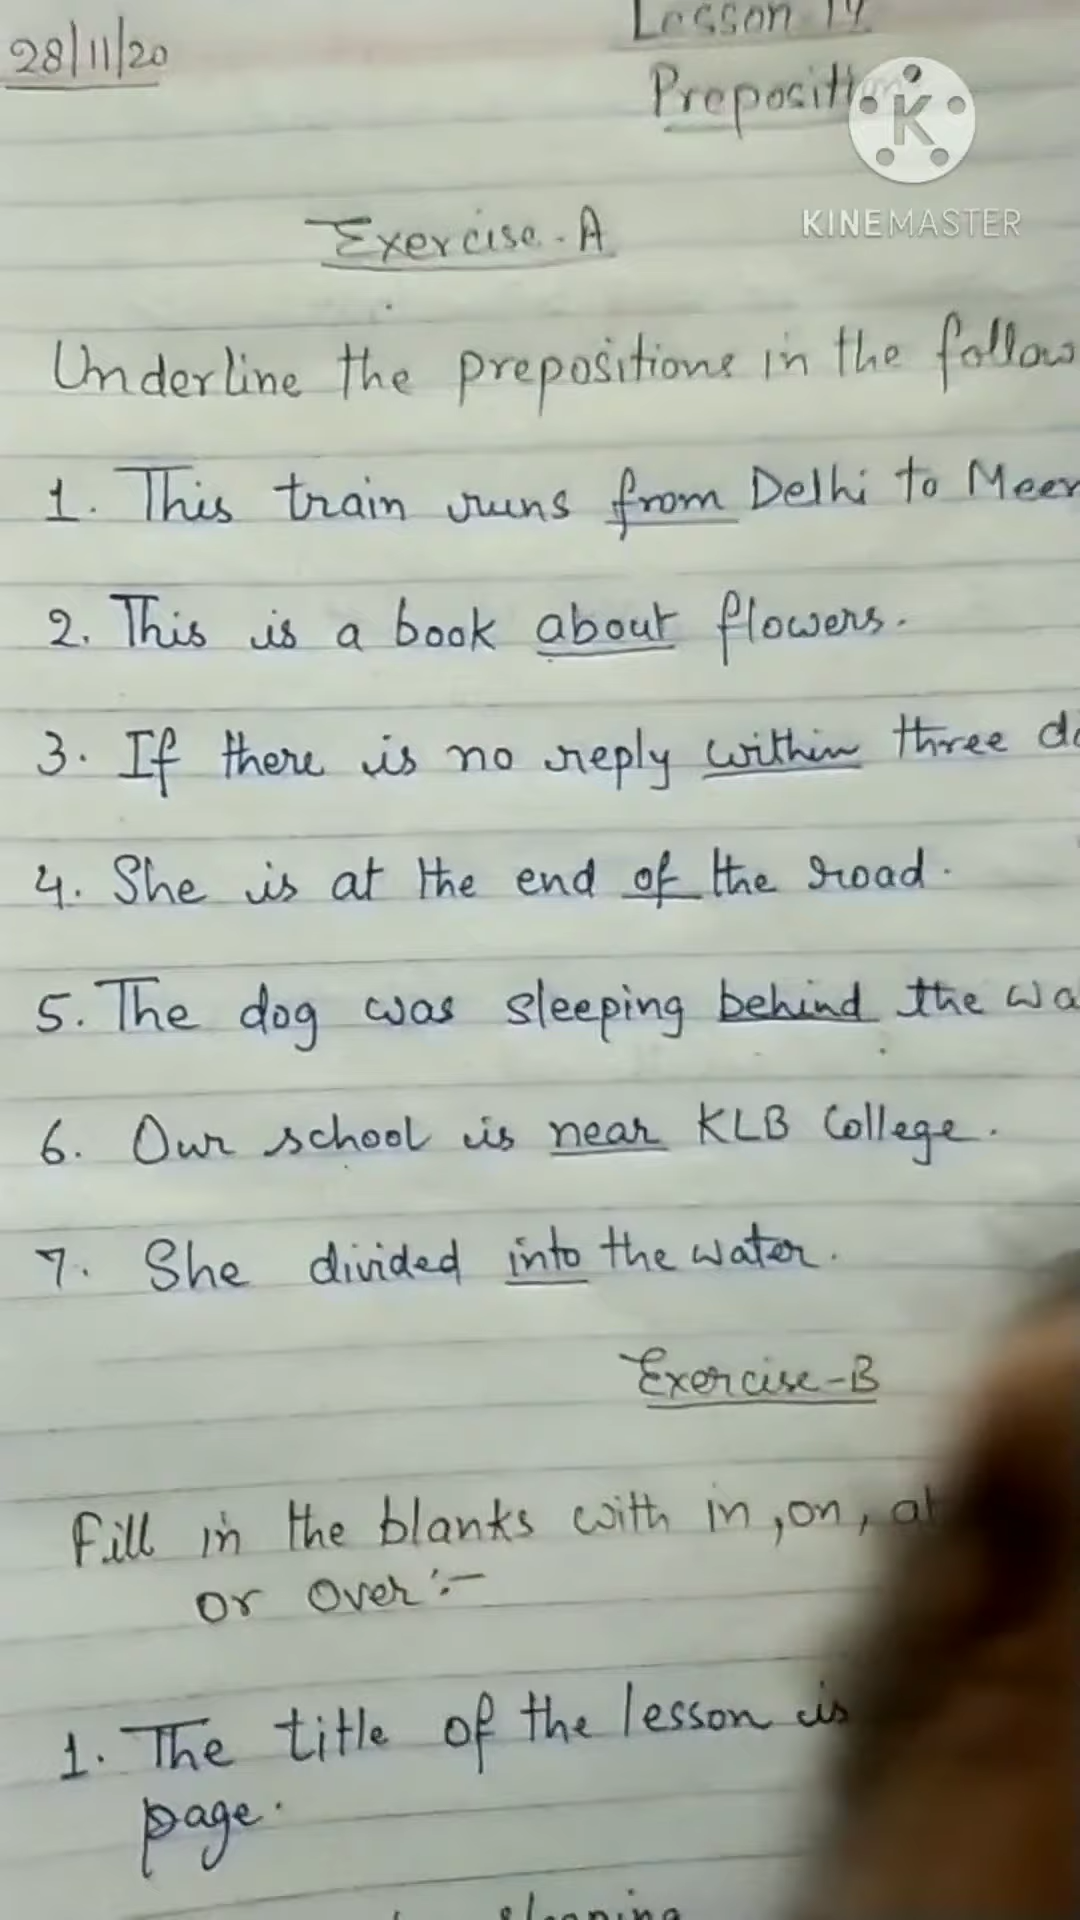 28/11/20
Lesson 14
Preposition
KINEMASTER
Exercise-A
Underline the prepositions in the follow
1. This train runs from Delhi to Meer
2. This is a book about flowers.
3. If there is no reply within three da
4. She is at the end of the road.
5. The dog was sleeping behind the wa
6. Our school is near KLB College.
7. She divided into the water.
Exercise-B
Fill in the blanks with in, on, at
or over :-
1. The title of the lesson is
page.